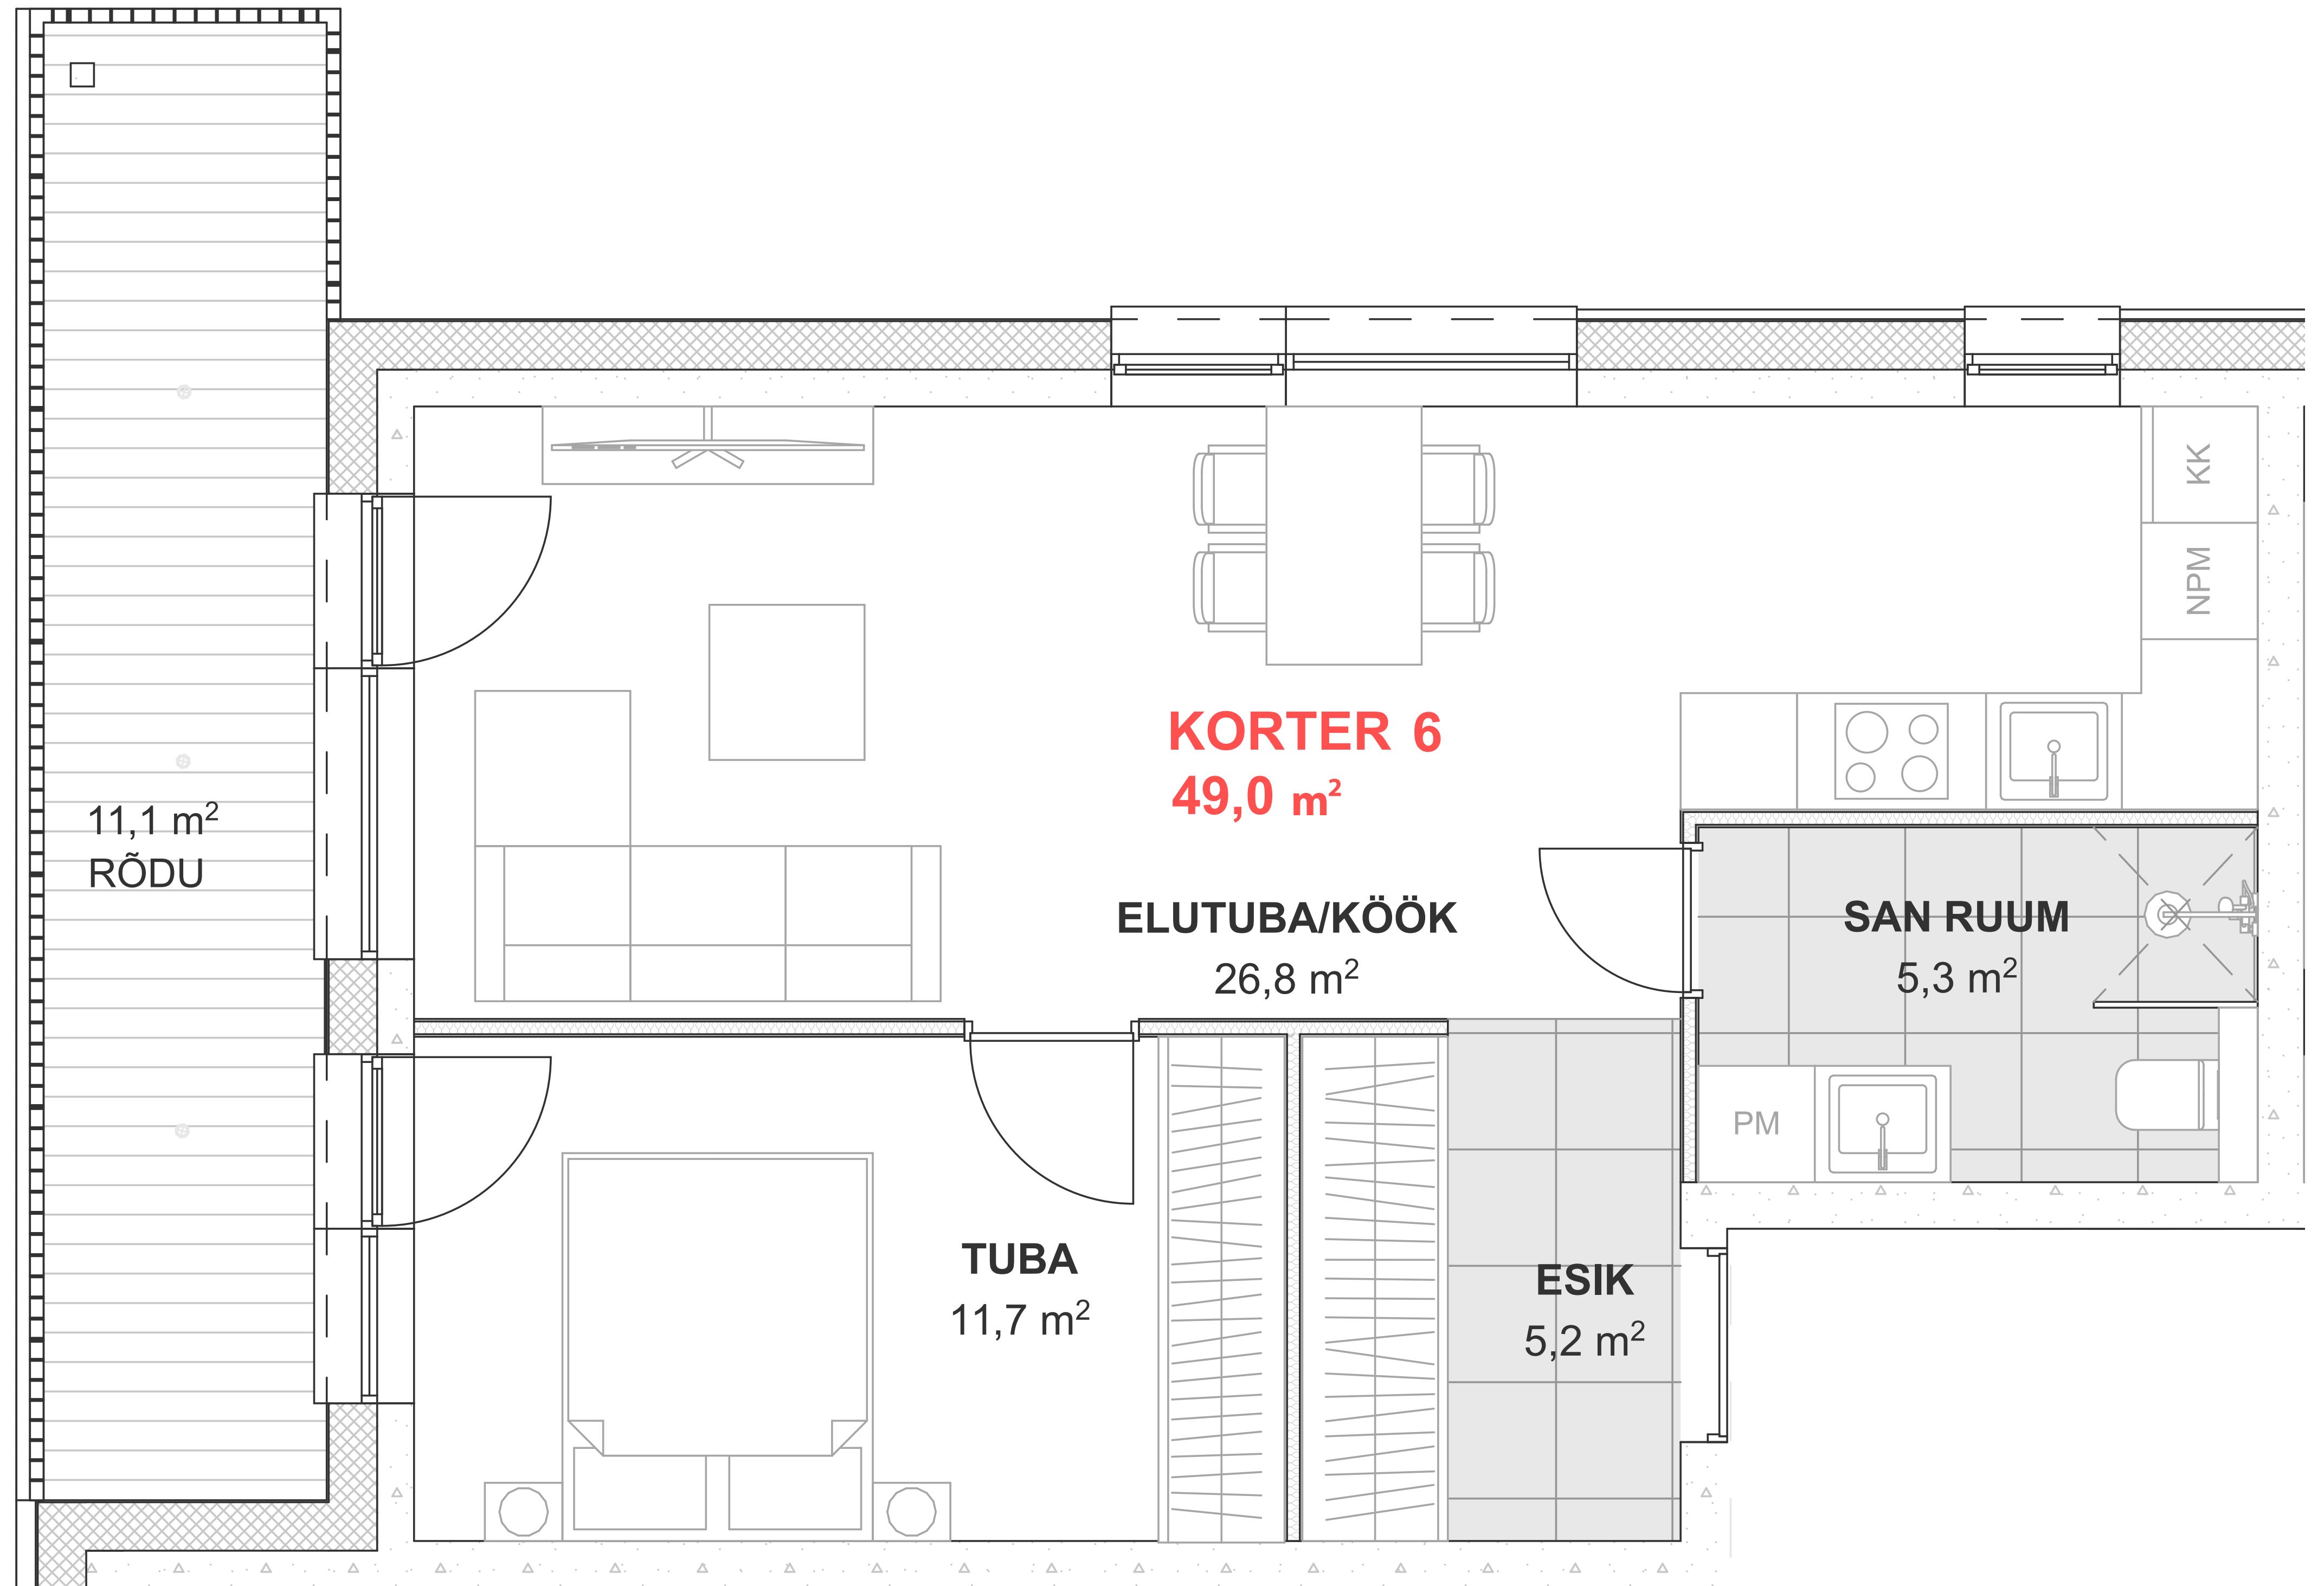 KK
NPM
KORTER 6
49,0 m²
11,1 m²
RÕDU
ELUTUBA/KÖÖK
26,8 m²
SAN RUUM
5,3 m²
PM
TUBA
11,7 m²
ESIK
5,2 m²